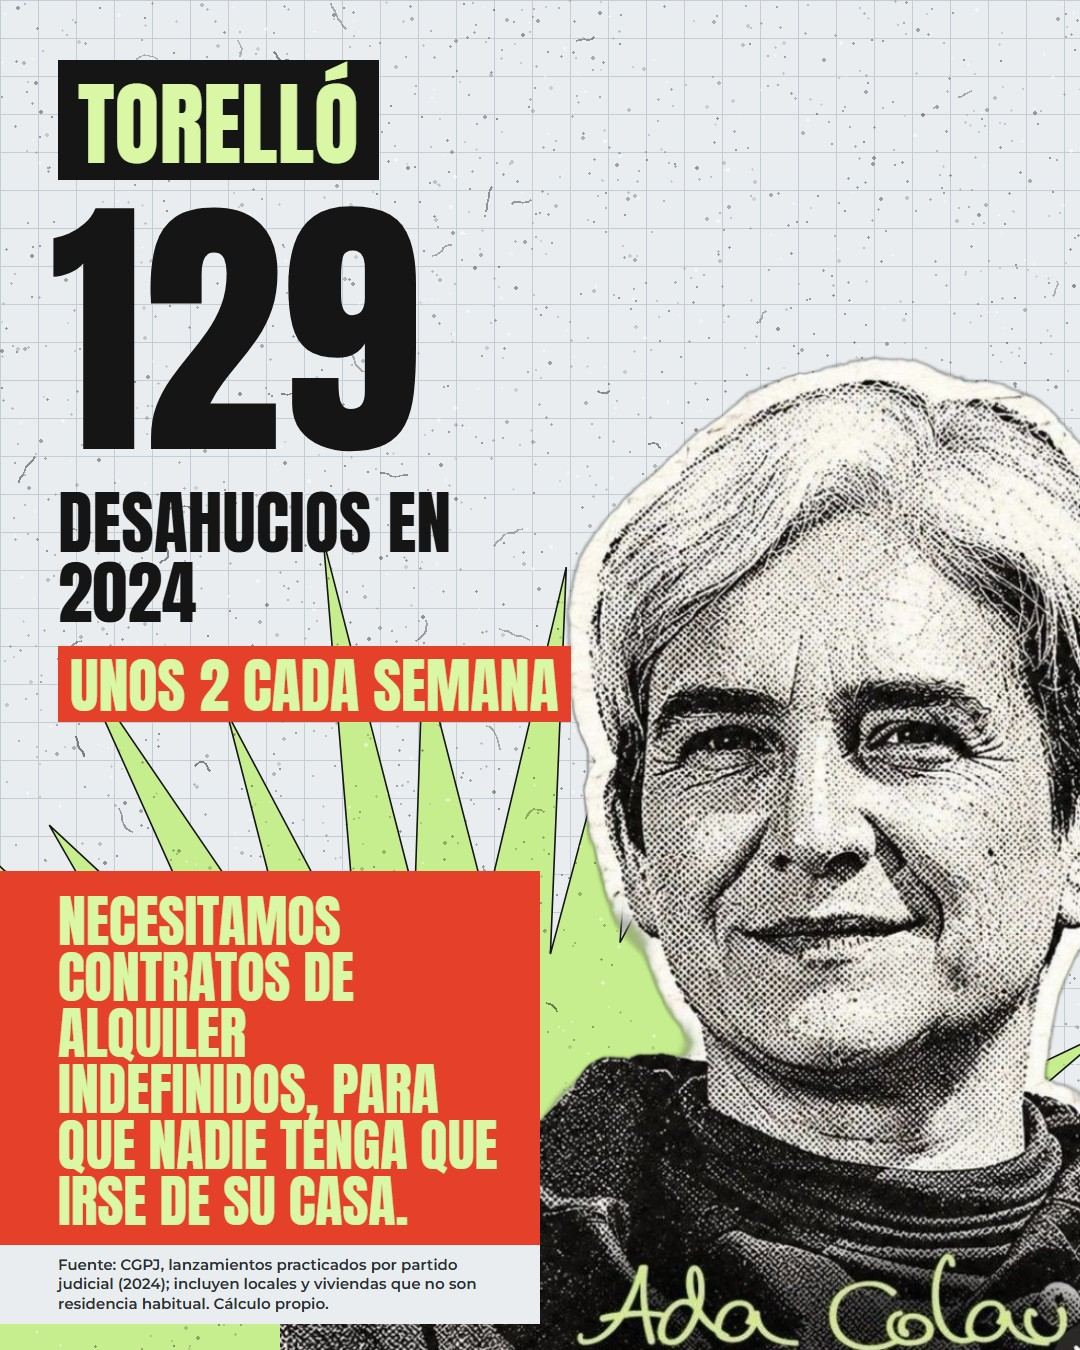 TORELLÓ
129
DESAHUCIOS EN
2024
UNOS 2 CADA SEMANA
NECESITAMOS
CONTRATOS DE
ALQUILER
INDEFINIDOS, PARA
QUE NADIE TENGA QUE
IRSE DE SU CASA.
Fuente: CGPJ, lanzamientos practicados por partido
judicial (2024); incluyen locales y viviendas que no son
residencia habitual. Cálculo propio.
Ada Colau